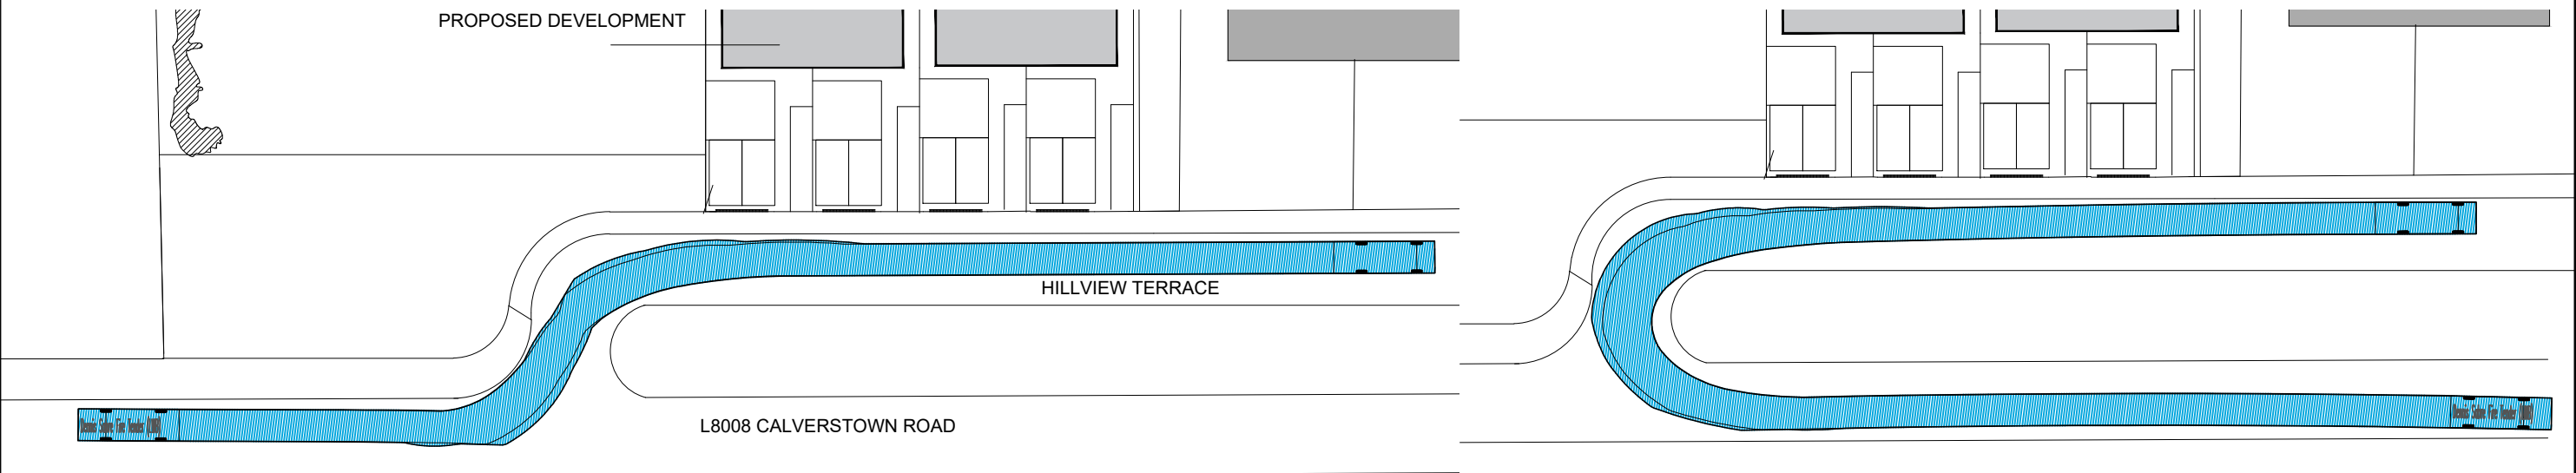 PROPOSED DEVELOPMENT
HILLVIEW TERRACE
L8008 CALVERSTOWN ROAD